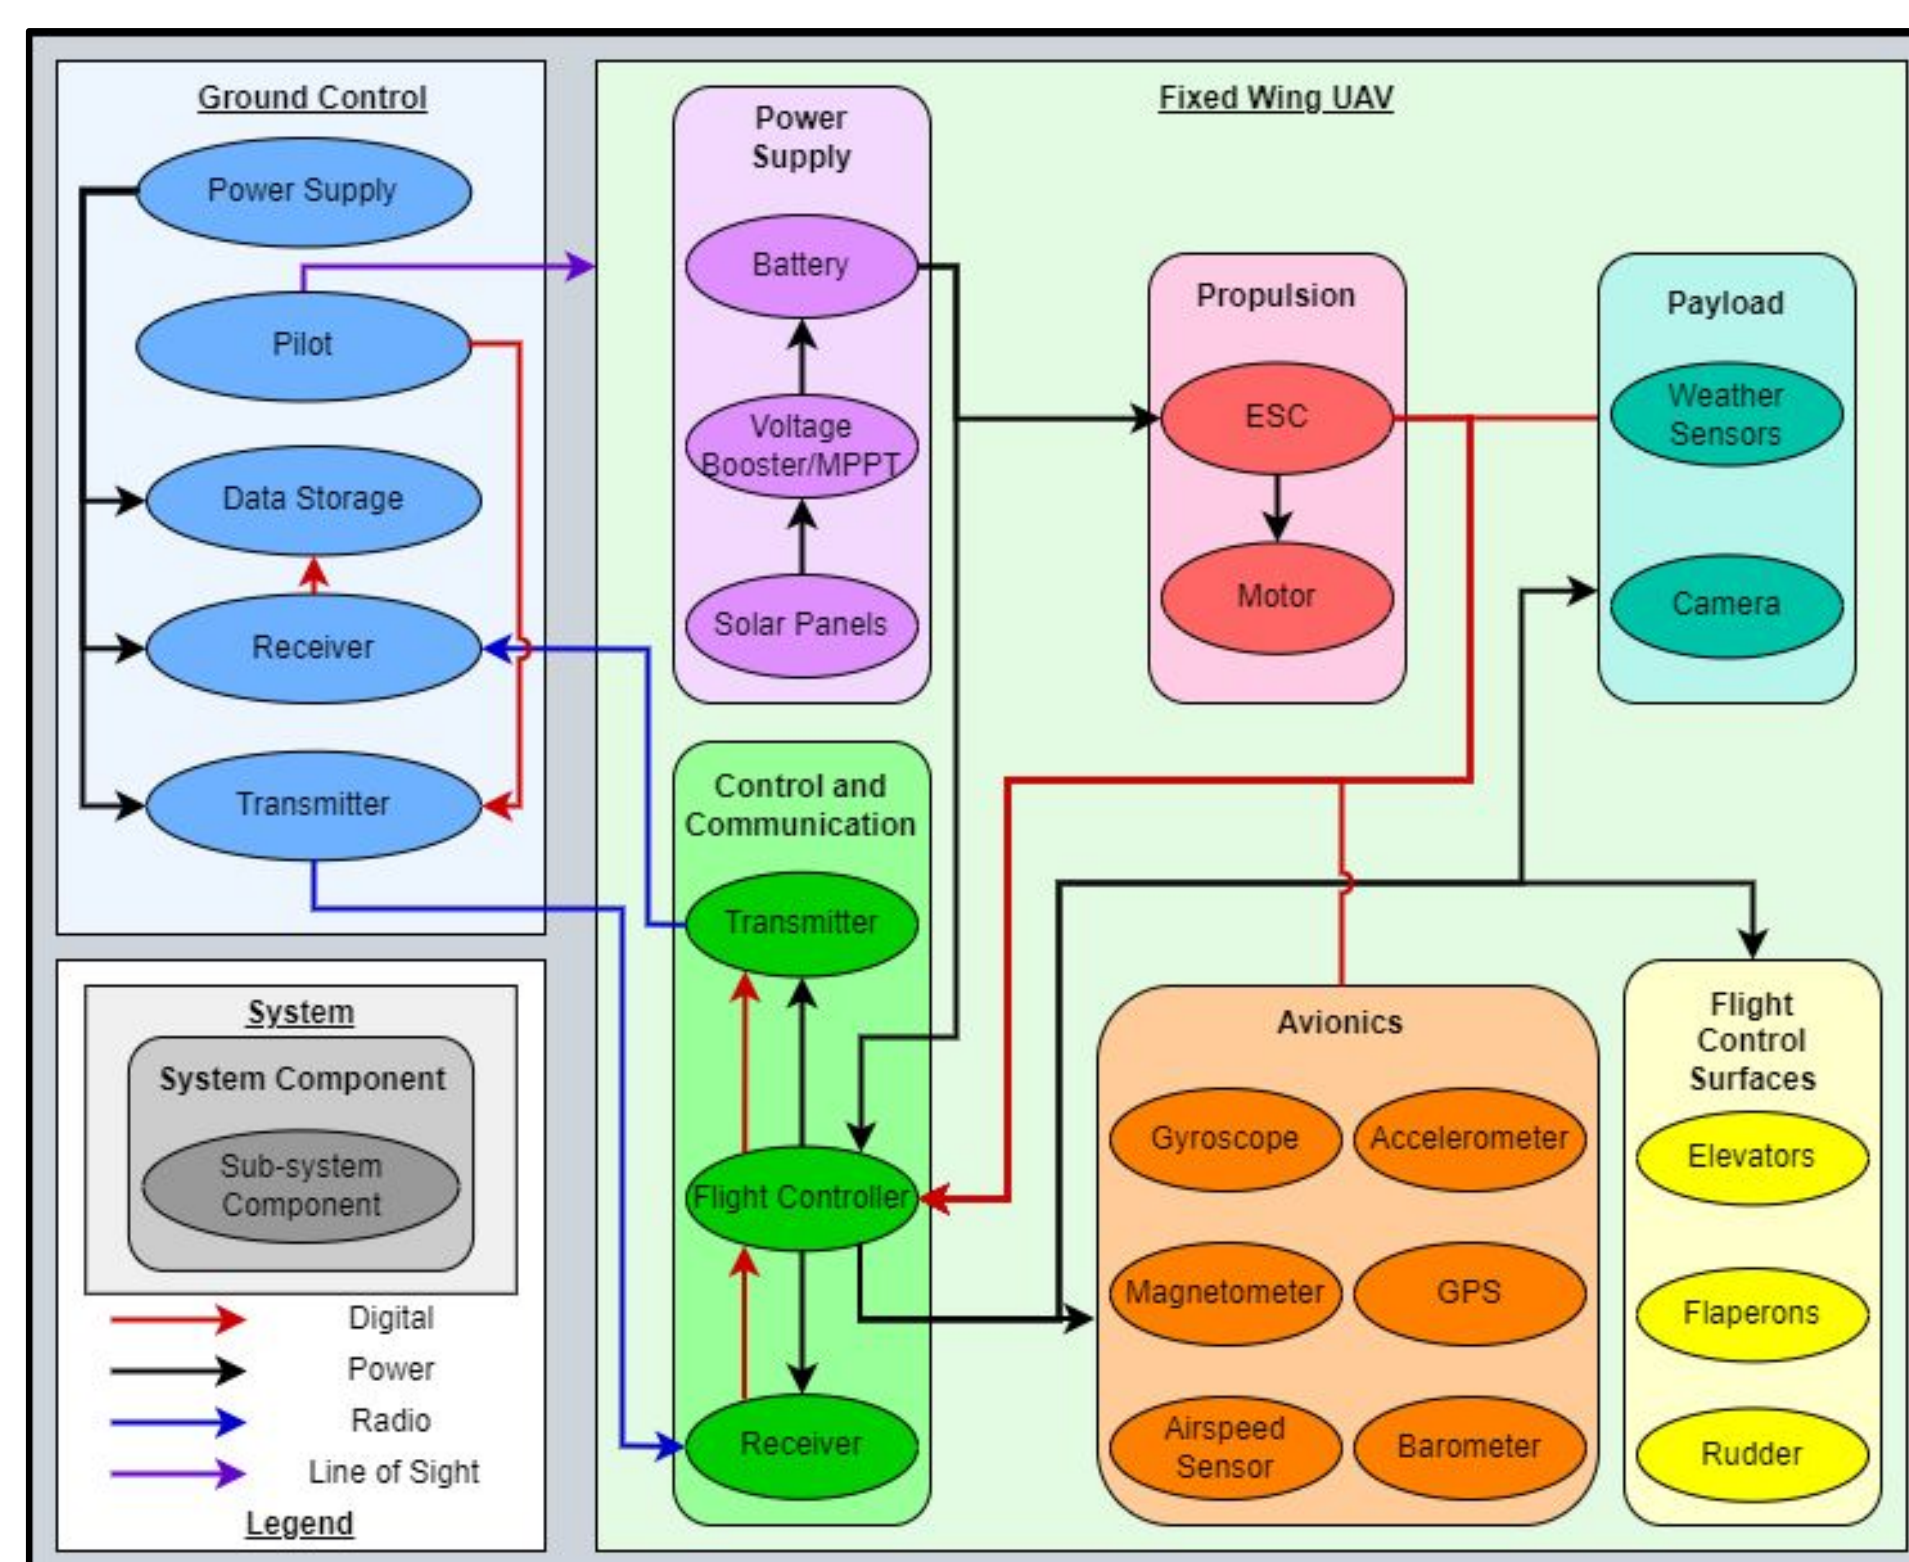 Ground Control
Power Supply
Pilot
Data Storage
Receiver
Transmitter
Fixed Wing UAV
Power
Supply
Battery
Voltage
Booster/MPPT
Solar Panels
Propulsion
ESC
Motor
Payload
Weather
Sensors
Camera
Control and
Communication
Transmitter
Flight Controller
Receiver
Avionics
Gyroscope
Accelerometer
Magnetometer
GPS
Airspeed
Sensor
Barometer
Flight
Control
Surfaces
Elevators
Flaperons
Rudder
System
System Component
Sub-system
Component
Digital
Power
Radio
Line of Sight
Legend